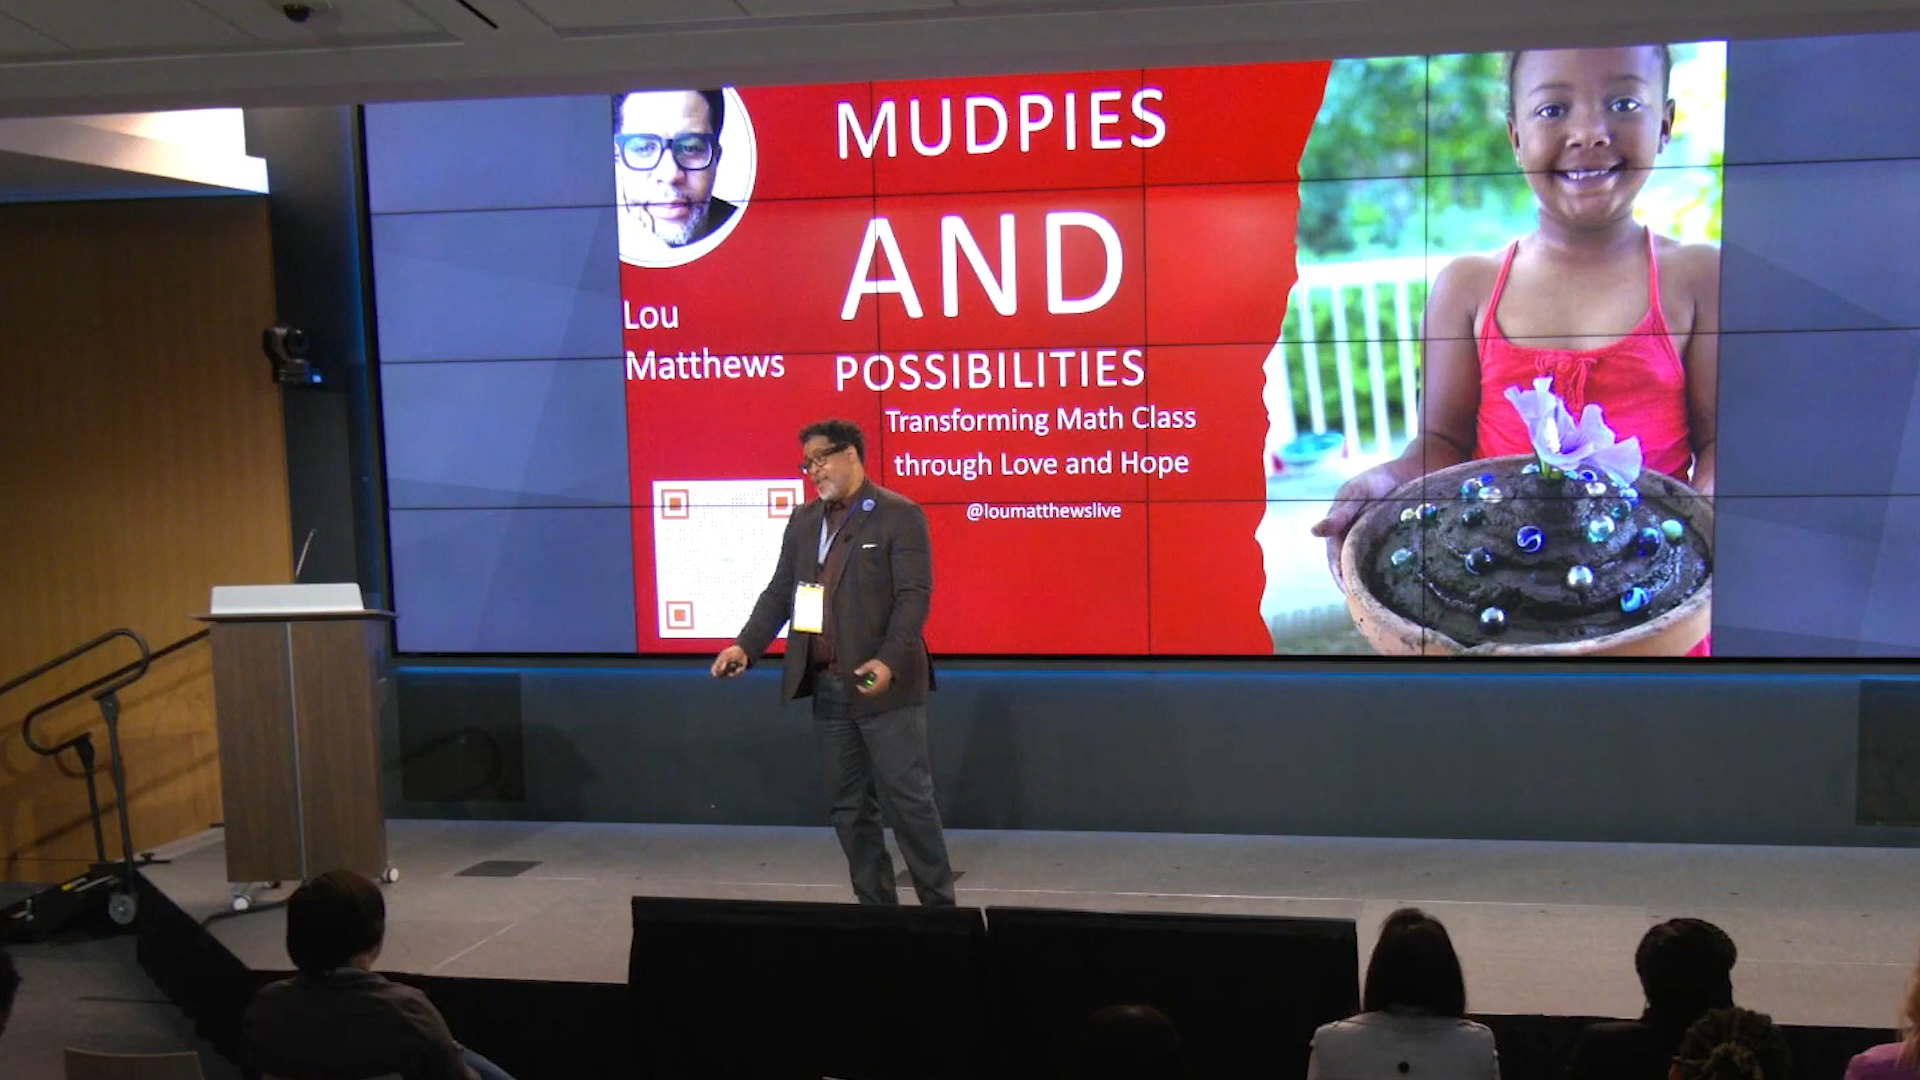 MUDPIES
AND
POSSIBILITIES
Transforming Math Class
through Love and Hope
@loumatthewslive
Lou
Matthews